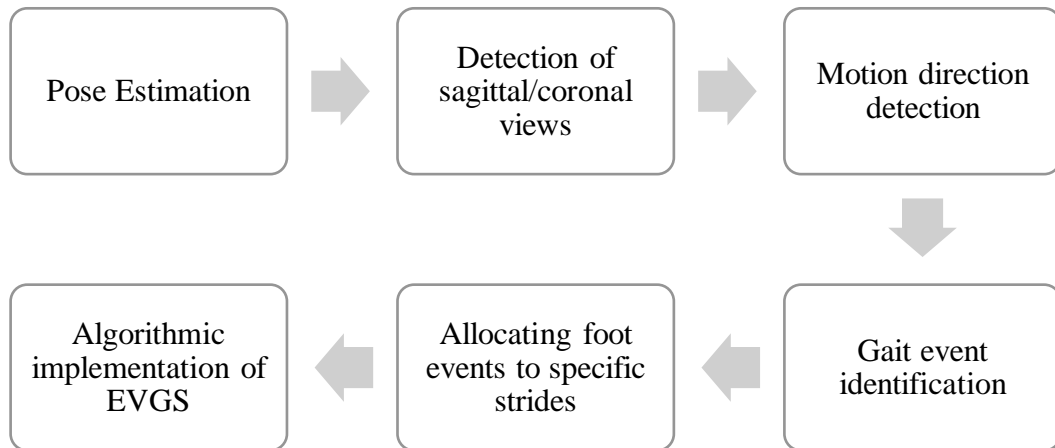 Pose Estimation
Detection of
sagittal/coronal
views
Motion direction
detection
Gait event
identification
Allocating foot
events to specific
strides
Algorithmic
implementation of
EVGS